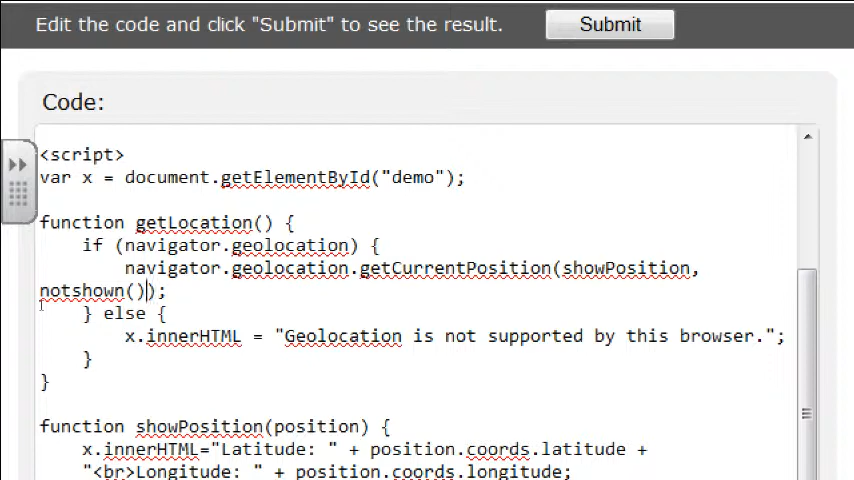 Edit the code and click "Submit" to see the result.
Submit
Code:
<script>
var x = document.getElementById("demo");
function getLocation() {
if (navigator.geolocation) {
navigator.geolocation.getCurrentPosition(showPosition,
notshown());
} else {
x.innerHTML = "Geolocation is not supported by this browser.";
}
}
function showPosition(position) {
x.innerHTML="Latitude: " + position.coords.latitude +
"<br>Longitude: " + position.coords.longitude;